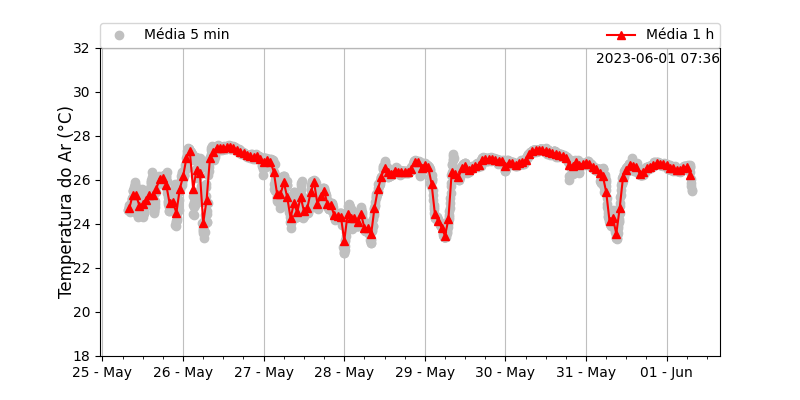 Média 5 min
Média 1 h
2023-06-01 07:36
Temperatura do Ar (°C)
32
30
28
26
24
22
20
18
25 - May
26 - May
27 - May
28 - May
29 - May
30 - May
31 - May
01 - Jun